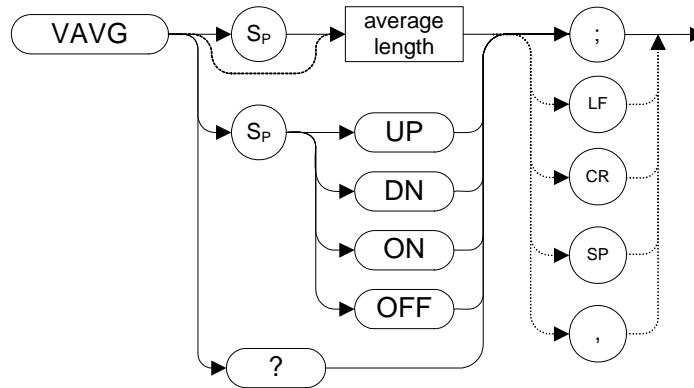 VAVG
SP
average
length
;
SP
UP
LF
DN
CR
ON
SP
OFF
,
?